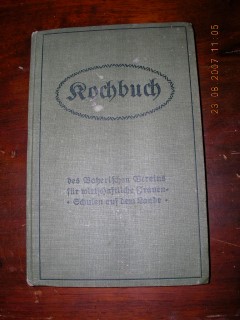 Kochbuch
des Bayerischen Vereins
für wirtschaftliche Frauen-
Schulen auf dem Lande
23 08 2007 11:05